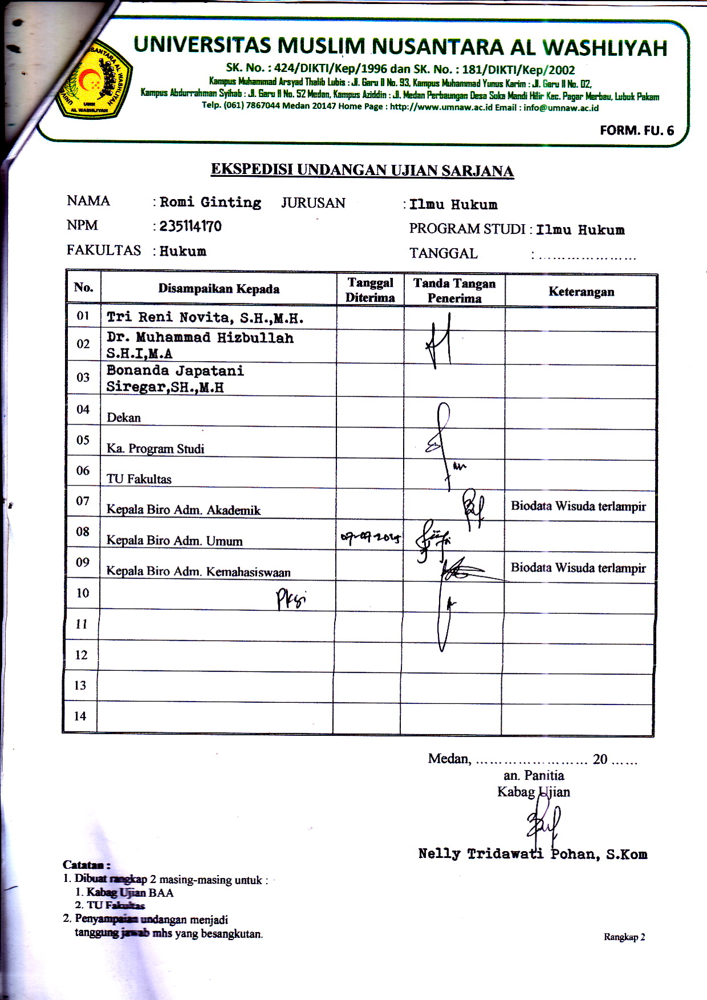 UNIVERSITAS MUSLIM NUSANTARA AL WASHLIYAH
SK. No. : 424/DIKTI/Kep/1996 dan SK. No. : 181/DIKTI/Kep/2002
Kampus Muhammad Arsyad Thalib Lubis : Jl. Garu II No. 93, Kampus Muhammad Yunus Karim : Jl. Garu II No. 02,
Kampus Abdurrahman Syihab : Jl. Garu II No. 52 Medan, Kampus Aziddin : Jl. Medan Perbaungan Desa Suka Mandi Hilir Kec. Pagar Merbau, Lubuk Pakam
Telp. (061) 7867044 Medan 20147 Home Page : http://www.umnaw.ac.id Email : info@umnaw.ac.id
UMN
AL WASHLIYAH
FORM. FU. 6
EKSPEDISI UNDANGAN UJIAN SARJANA
NAMA : Romi Ginting JURUSAN : Ilmu Hukum
NPM : 235114170 PROGRAM STUDI : Ilmu Hukum
FAKULTAS : Hukum TANGGAL : .....................
No. Disampaikan Kepada Tanggal Diterima Tanda Tangan Penerima Keterangan
01 Tri Reni Novita, S.H.,M.H.
02 Dr. Muhammad Hizbullah
S.H.I,M.A
03 Bonanda Japatani
Siregar,SH.,M.H
04 Dekan
05 Ka. Program Studi
06 TU Fakultas
07 Kepala Biro Adm. Akademik Biodata Wisuda terlampir
08 Kepala Biro Adm. Umum 07-07-2025
09 Kepala Biro Adm. Kemahasiswaan Biodata Wisuda terlampir
10 Pksi
11
12
13
14
Medan, ......................... 20 ......
an. Panitia
Kabag Ujian
Nelly Tridawati Pohan, S.Kom
Catatan :
1. Dibuat rangkap 2 masing-masing untuk :
1. Kabag Ujian BAA
2. TU Fakultas
2. Penyampaian undangan menjadi
tanggung jawab mhs yang besangkutan.
Rangkap 2